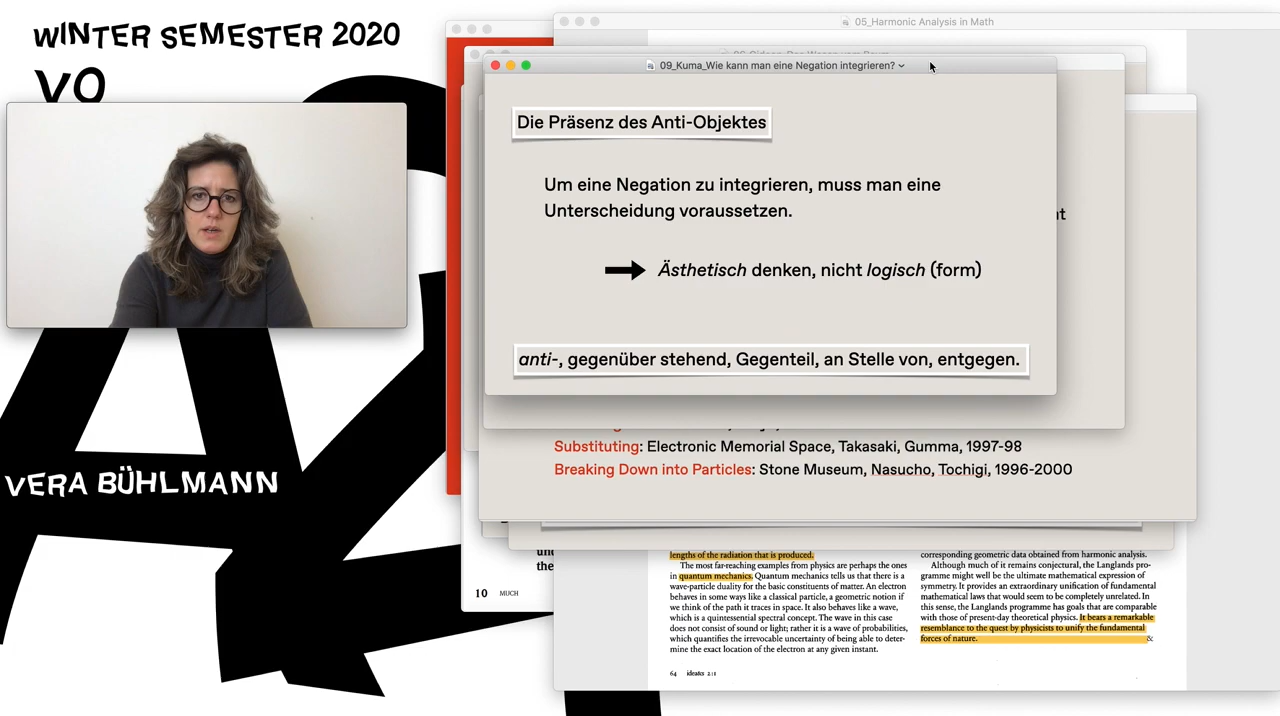 WINTER SEMESTER 2020
VO
VERA BÜHLMANN
05_Harmonic Analysis in Math
09_Kuma_Wie kann man eine Negation integrieren?
Die Präsenz des Anti-Objektes
Um eine Negation zu integrieren, muss man eine
Unterscheidung voraussetzen.
Ästhetisch denken, nicht logisch (form)
anti-, gegenüber stehend, Gegenteil, an Stelle von, entgegen.
Substituting: Electronic Memorial Space, Takasaki, Gumma, 1997-98
Breaking Down into Particles: Stone Museum, Nasucho, Tochigi, 1996-2000
the
10 MUCH
lengths of the radiation that is produced.
The most far-reaching examples from physics are perhaps the ones
in quantum mechanics. Quantum mechanics tells us that there is a
wave-particle duality for the basic constituents of matter. An electron
behaves in some ways like a classical particle, a geometric notion if
we think of the path it traces in space. It also behaves like a wave,
which is a quintessential spectral concept. The wave in this case
does not consist of sound or light; rather it is a wave of probabilities,
which quantifies the irrevocable uncertainty of being able to deter-
mine the exact location of the electron at any given instant.
64 ideas 2:1
corresponding geometric data obtained from harmonic analysis.
Although much of it remains conjectural, the Langlands pro-
gramme might well be the ultimate mathematical expression of
symmetry. It provides an extraordinary unification of fundamental
mathematical laws that would seem to be completely unrelated. In
this sense, the Langlands programme has goals that are comparable
with those of present-day theoretical physics. It bears a remarkable
resemblance to the quest by physicists to unify the fundamental
forces of nature. &